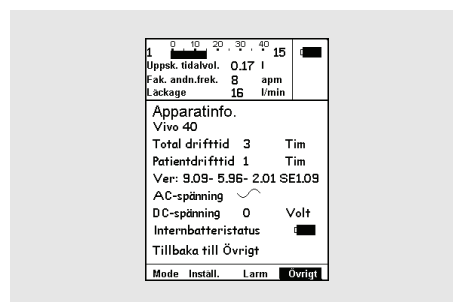 0 10 20 30 40
1 15
Uppsk. tidalvol. 0.17 l
Fak. andn.frek. 8 apm
Läckage 16 l/min
Apparatinfo.
Vivo 40
Total drifttid 3 Tim
Patientdrifttid 1 Tim
Ver: 9.09- 5.96- 2.01 SE1.09
AC-spänning
DC-spänning 0 Volt
Internbatteristatus
Tillbaka till Övrigt
Mode Inställ. Larm Övrigt